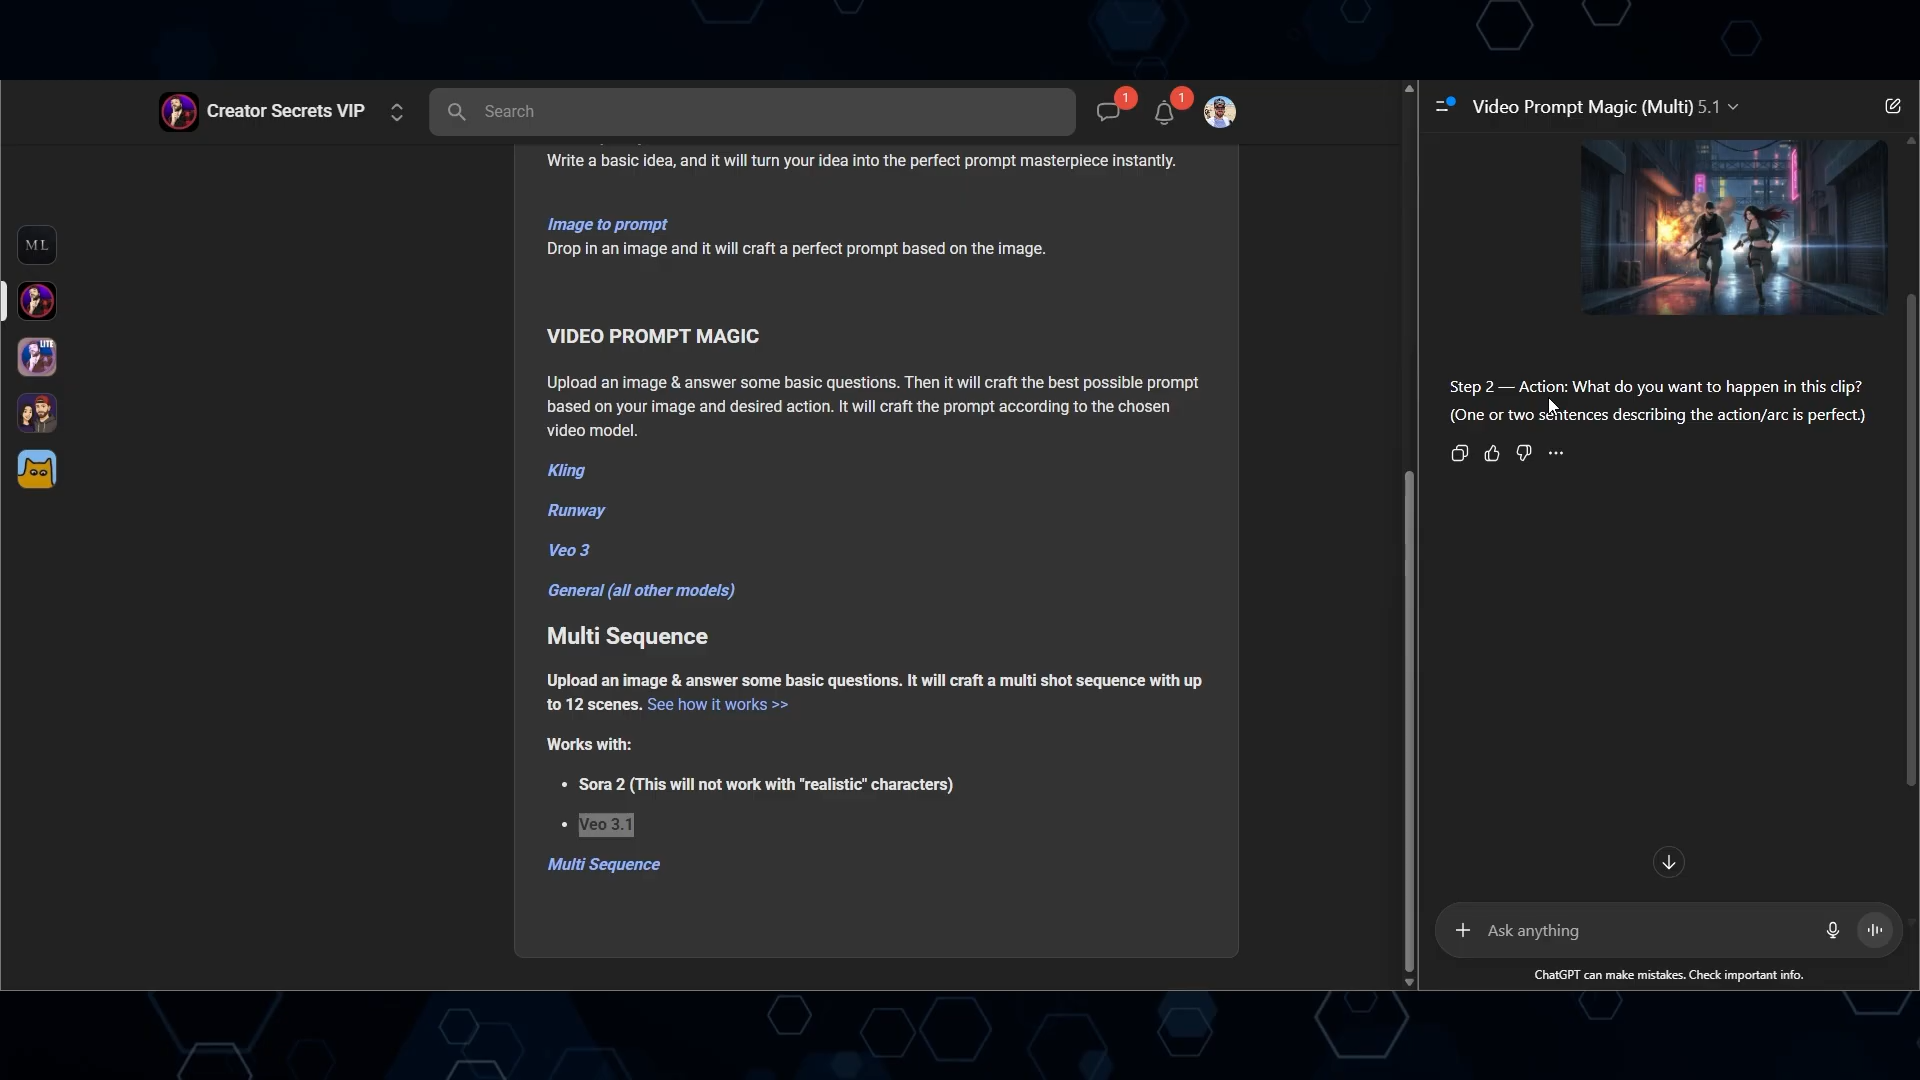 Creator Secrets VIP
Search
1
1
ML
LITE
Write a basic idea, and it will turn your idea into the perfect prompt masterpiece instantly.
Image to prompt
Drop in an image and it will craft a perfect prompt based on the image.
VIDEO PROMPT MAGIC
Upload an image & answer some basic questions. Then it will craft the best possible prompt
based on your image and desired action. It will craft the prompt according to the chosen
video model.
Kling
Runway
Veo 3
General (all other models)
Multi Sequence
Upload an image & answer some basic questions. It will craft a multi shot sequence with up
to 12 scenes. See how it works >>
Works with:
• Sora 2 (This will not work with "realistic" characters)
• Veo 3.1
Multi Sequence
Video Prompt Magic (Multi) 5.1
Step 2 — Action: What do you want to happen in this clip?
(One or two sentences describing the action/arc is perfect.)
Ask anything
ChatGPT can make mistakes. Check important info.